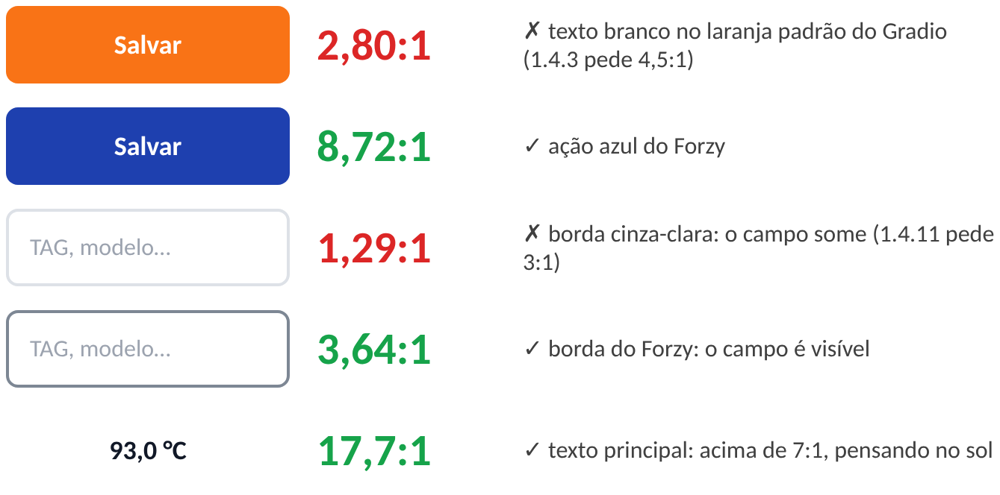 Salvar 2,80:1 ✗ texto branco no laranja padrão do Gradio
(1.4.3 pede 4,5:1)
Salvar 8,72:1 ✓ ação azul do Forzy
TAG, modelo... 1,29:1 ✗ borda cinza-clara: o campo some (1.4.11 pede
3:1)
TAG, modelo... 3,64:1 ✓ borda do Forzy: o campo é visível
93,0 °C 17,7:1 ✓ texto principal: acima de 7:1, pensando no sol